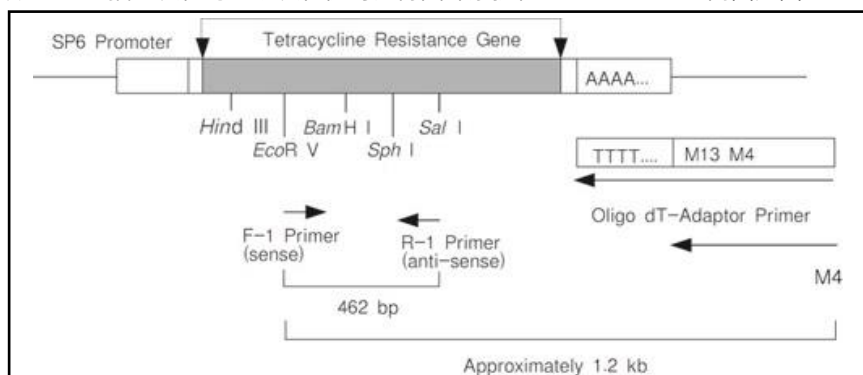 SP6 Promoter
Tetracycline Resistance Gene
AAAA...
Hind III
BamH I
Sal I
EcoR V
Sph I
TTTT....
M13 M4
Oligo dT-Adaptor Primer
F-1 Primer
(sense)
R-1 Primer
(anti-sense)
M4
462 bp
Approximately 1.2 kb